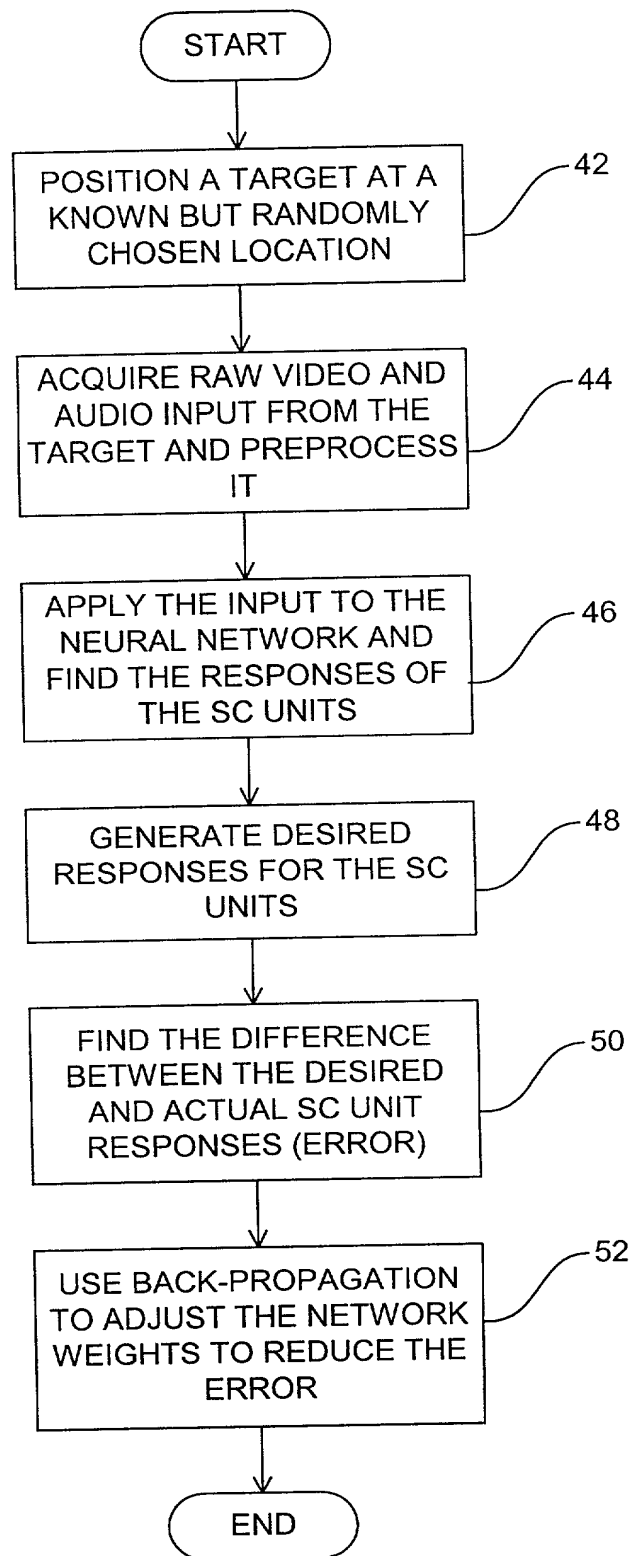 START
POSITION A TARGET AT A
KNOWN BUT RANDOMLY
CHOSEN LOCATION
42
ACQUIRE RAW VIDEO AND
AUDIO INPUT FROM THE
TARGET AND PREPROCESS
IT
44
APPLY THE INPUT TO THE
NEURAL NETWORK AND
FIND THE RESPONSES OF
THE SC UNITS
46
GENERATE DESIRED
RESPONSES FOR THE SC
UNITS
48
FIND THE DIFFERENCE
BETWEEN THE DESIRED
AND ACTUAL SC UNIT
RESPONSES (ERROR)
50
USE BACK-PROPAGATION
TO ADJUST THE NETWORK
WEIGHTS TO REDUCE THE
ERROR
52
END